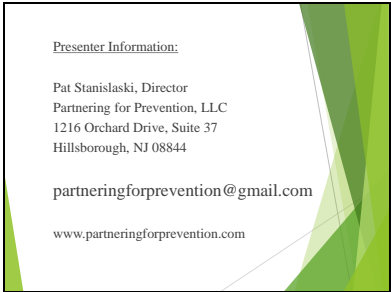 Presenter Information:
Pat Stanislaski, Director
Partnering for Prevention, LLC
1216 Orchard Drive, Suite 37
Hillsborough, NJ 08844
partneringforprevention@gmail.com
www.partneringforprevention.com